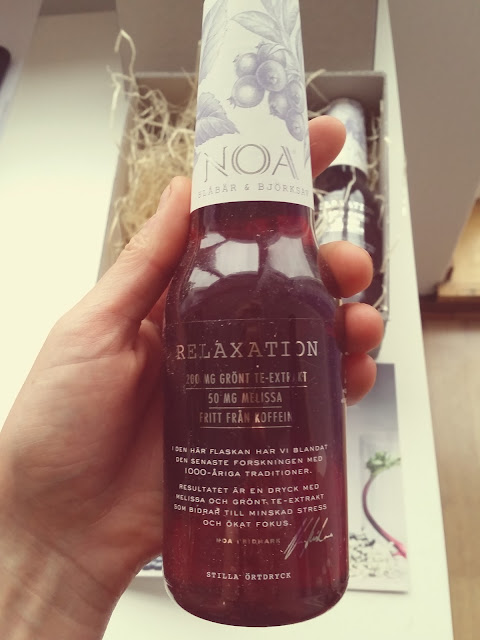 NOA
BLÅBÄR & BJÖRKSAV
RELAXATION
200 MG GRÖNT TE-EXTRAKT
50 MG MELISSA
FRITT FRÅN KOFFEIN
I DEN HÄR FLASKAN HAR VI BLANDAT
DEN SENASTE FORSKNINGEN MED
1000-ÅRIGA TRADITIONER.
RESULTATET ÄR EN DRYCK MED
MELISSA OCH GRÖNT TE-EXTRAKT
SOM BIDRAR TILL MINSKAD STRESS
OCH ÖKAT FOKUS.
NOA
STILLA ÖRTDRYCK